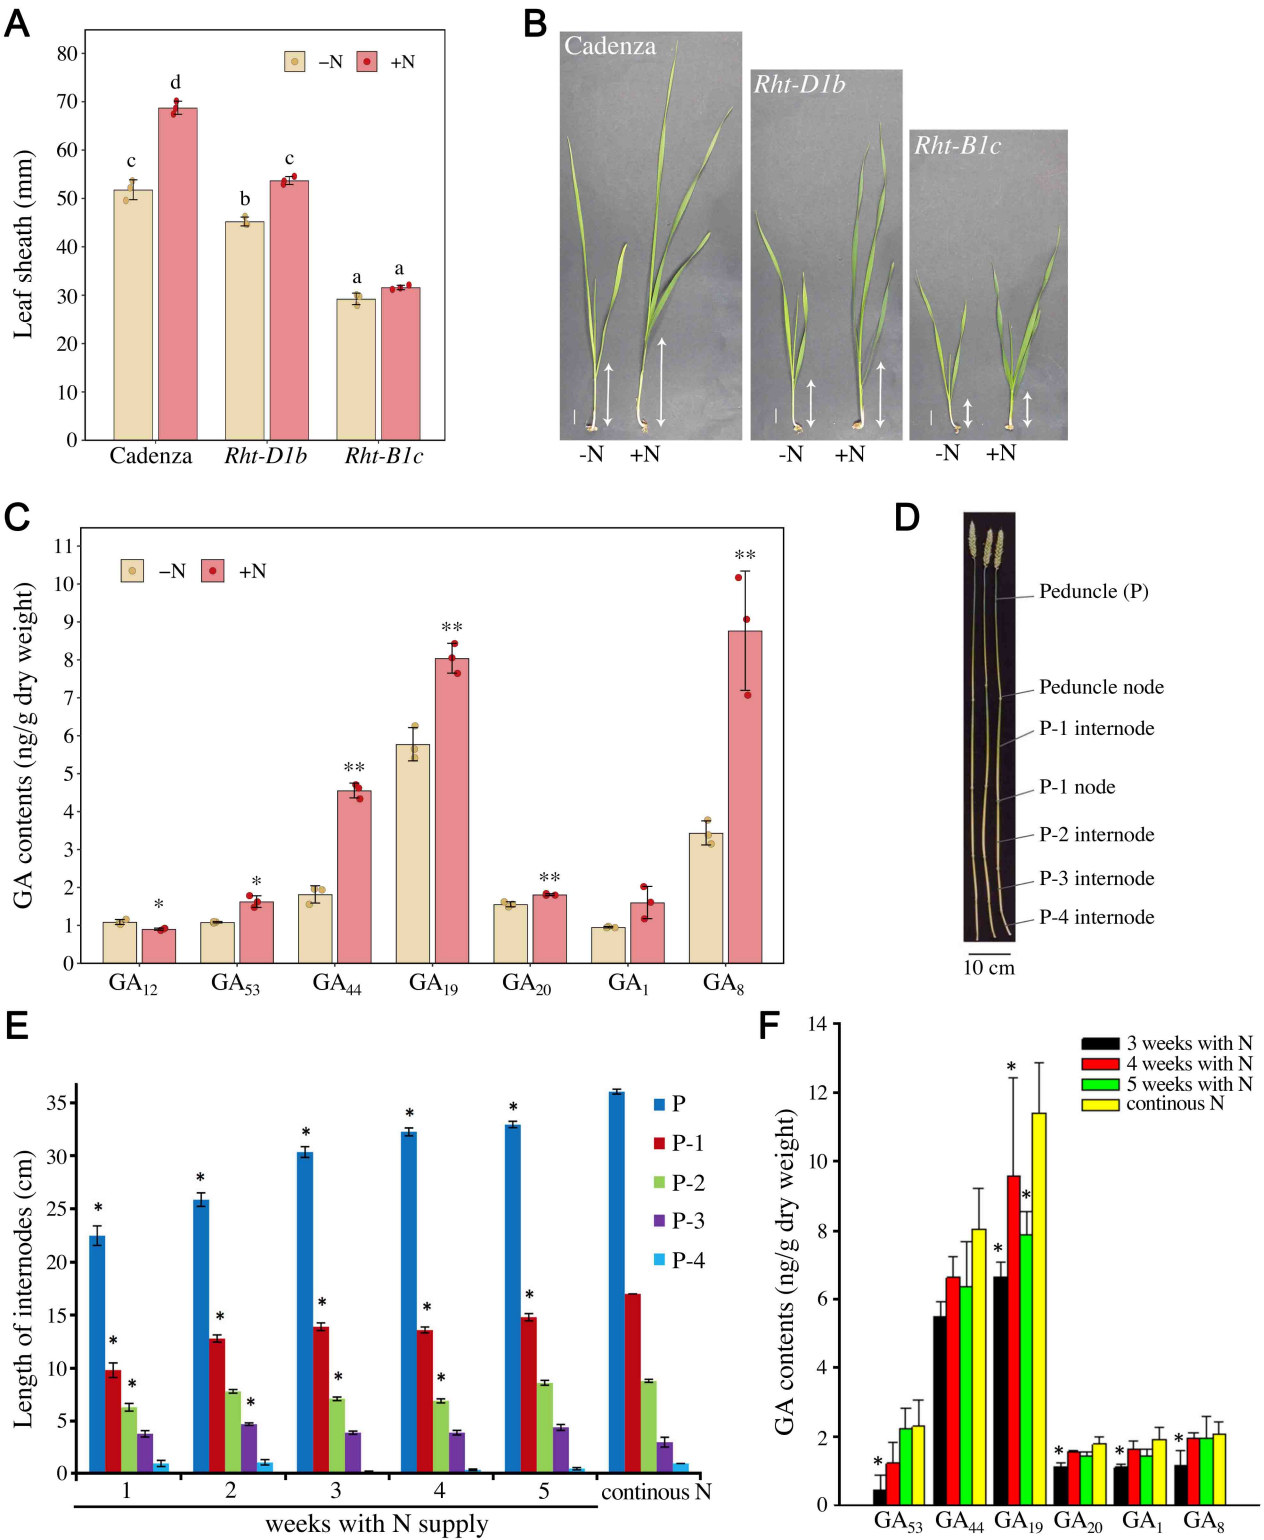 A
Leaf sheath (mm)
80
70
60
50
40
30
20
10
0
−N +N
c d b c a a
Cadenza Rht-D1b Rht-B1c
B
Cadenza
Rht-D1b
Rht-B1c
-N +N -N +N -N +N
C
GA contents (ng/g dry weight)
11
10
9
8
7
6
5
4
3
2
1
0
−N +N
* * ** ** ** **
GA12 GA53 GA44 GA19 GA20 GA1 GA8
D
Peduncle (P)
Peduncle node
P-1 internode
P-1 node
P-2 internode
P-3 internode
P-4 internode
10 cm
E
Length of internodes (cm)
35
30
25
20
15
10
5
0
P
P-1
P-2
P-3
P-4
* * * * * * * * * * * * * *
1 2 3 4 5 continous N
weeks with N supply
F
GA contents (ng/g dry weight)
14
12
10
8
6
4
2
0
3 weeks with N
4 weeks with N
5 weeks with N
continous N
* * * * * * *
GA53 GA44 GA19 GA20 GA1 GA8